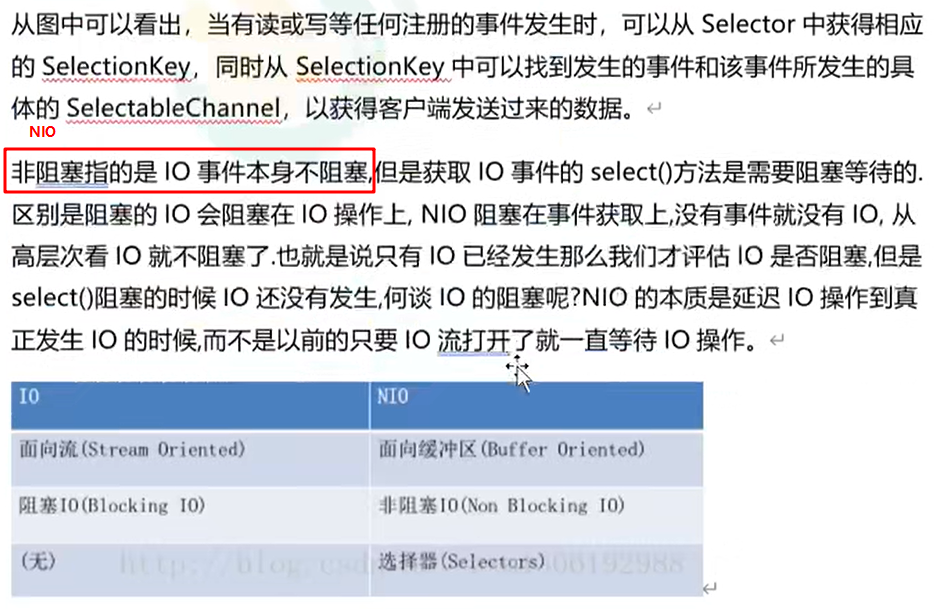 从图中可以看出，当有读或写等任何注册的事件发生时，可以从 Selector 中获得相应
的 SelectionKey，同时从 SelectionKey 中可以找到发生的事件和该事件所发生的具
体的 SelectableChannel，以获得客户端发送过来的数据。
NIO
非阻塞指的是 IO 事件本身不阻塞,但是获取 IO 事件的 select()方法是需要阻塞等待的.
区别是阻塞的 IO 会阻塞在 IO 操作上, NIO 阻塞在事件获取上,没有事件就没有 IO, 从
高层次看 IO 就不阻塞了.也就是说只有 IO 已经发生那么我们才评估 IO 是否阻塞,但是
select()阻塞的时候 IO 还没有发生,何谈 IO 的阻塞呢?NIO 的本质是延迟 IO 操作到真
正发生 IO 的时候,而不是以前的只要 IO 流打开了就一直等待 IO 操作。
IO NIO
面向流(Stream Oriented) 面向缓冲区(Buffer Oriented)
阻塞IO(Blocking IO) 非阻塞IO(Non Blocking IO)
(无) 选择器(Selectors)